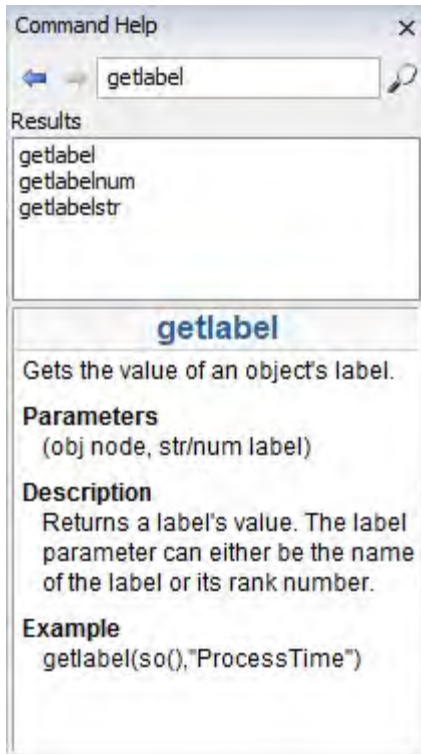 Command Help
getlabel
Results
getlabel
getlabelnum
getlabelstr
getlabel
Gets the value of an object's label.
Parameters
(obj node, str/num label)
Description
Returns a label's value. The label
parameter can either be the name
of the label or its rank number.
Example
getlabel(so(),"ProcessTime")